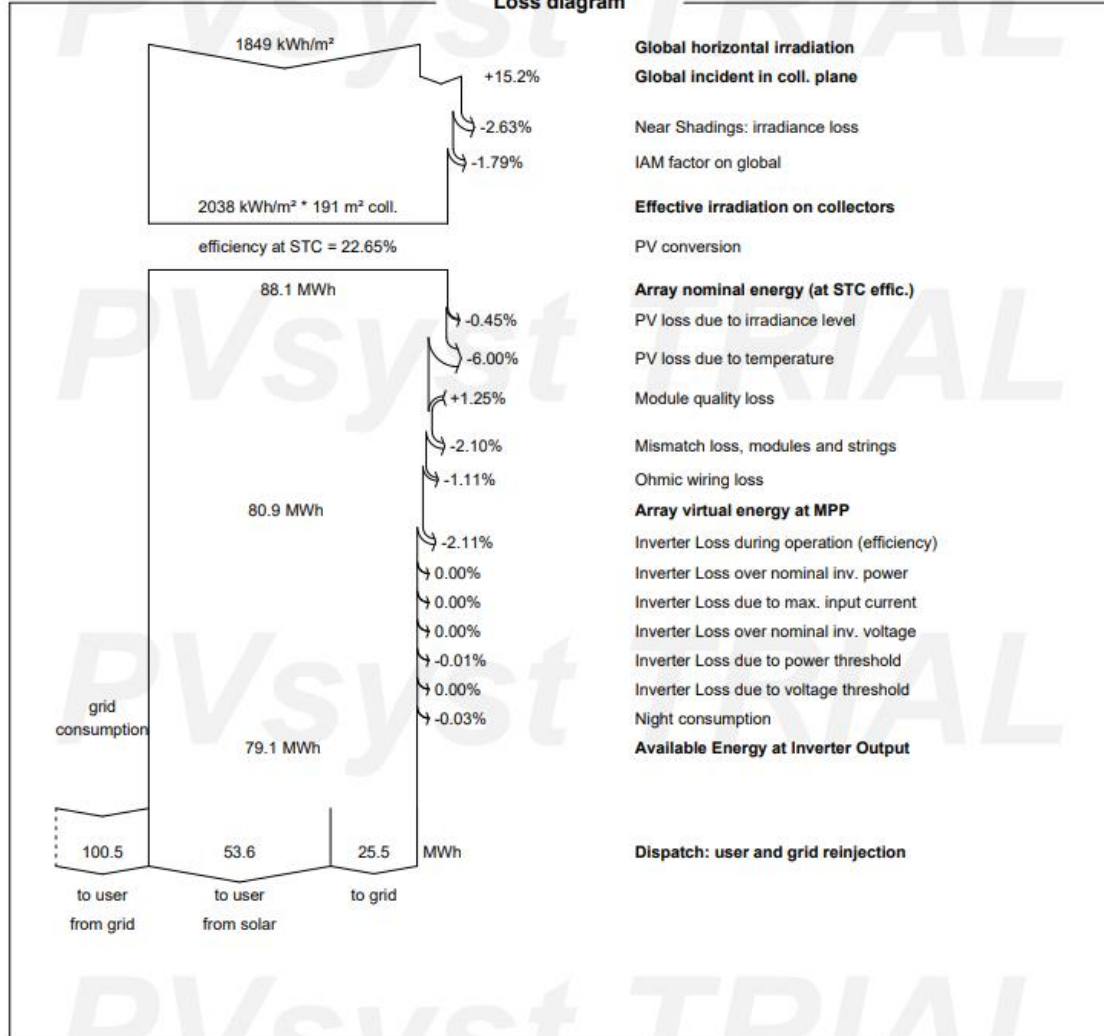 Loss diagram
1849 kWh/m² Global horizontal irradiation
+15.2% Global incident in coll. plane
-2.63% Near Shadings: irradiance loss
-1.79% IAM factor on global
2038 kWh/m² * 191 m² coll. Effective irradiation on collectors
efficiency at STC = 22.65% PV conversion
88.1 MWh Array nominal energy (at STC effic.)
-0.45% PV loss due to irradiance level
-6.00% PV loss due to temperature
+1.25% Module quality loss
-2.10% Mismatch loss, modules and strings
-1.11% Ohmic wiring loss
80.9 MWh Array virtual energy at MPP
-2.11% Inverter Loss during operation (efficiency)
0.00% Inverter Loss over nominal inv. power
0.00% Inverter Loss due to max. input current
0.00% Inverter Loss over nominal inv. voltage
-0.01% Inverter Loss due to power threshold
0.00% Inverter Loss due to voltage threshold
grid
consumption
-0.03% Night consumption
79.1 MWh Available Energy at Inverter Output
100.5 53.6 25.5 MWh Dispatch: user and grid reinjection
to user to user to grid
from grid from solar
PVsyst TRIAL
PVsyst TRIAL
PVsyst TRIAL
PVsyst TRIAL